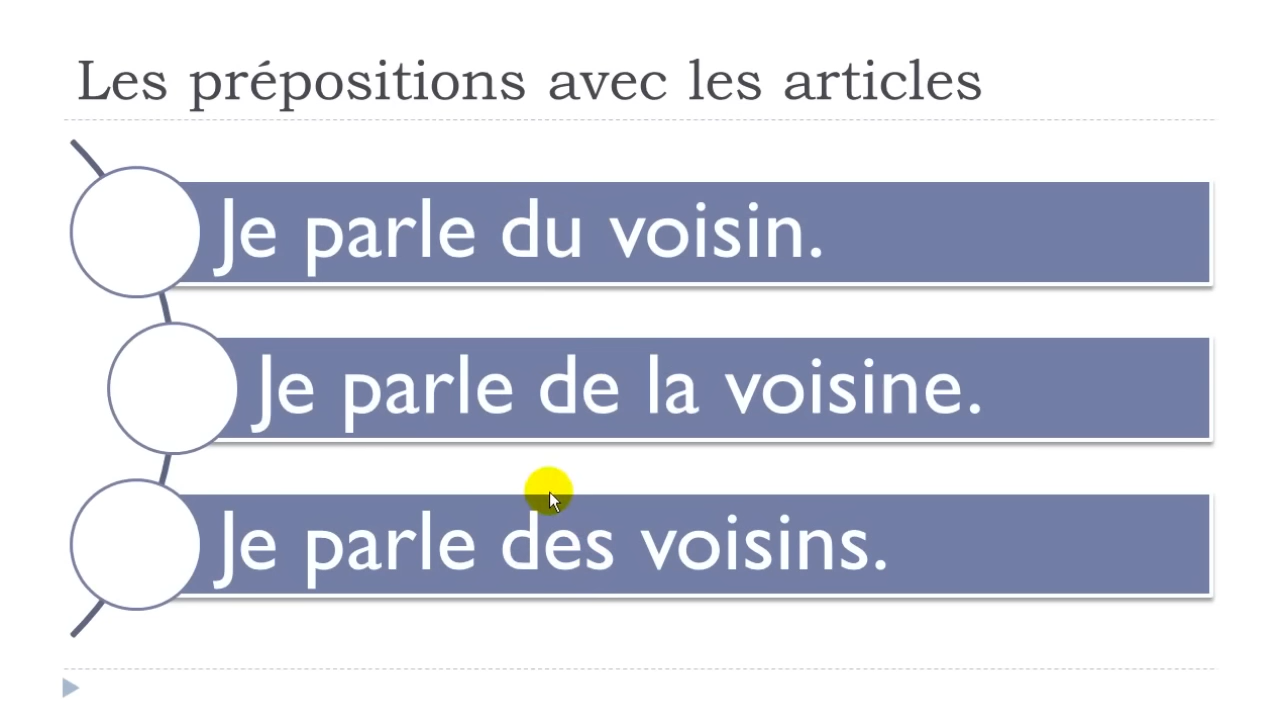 Les prépositions avec les articles
Je parle du voisin.
Je parle de la voisine.
Je parle des voisins.